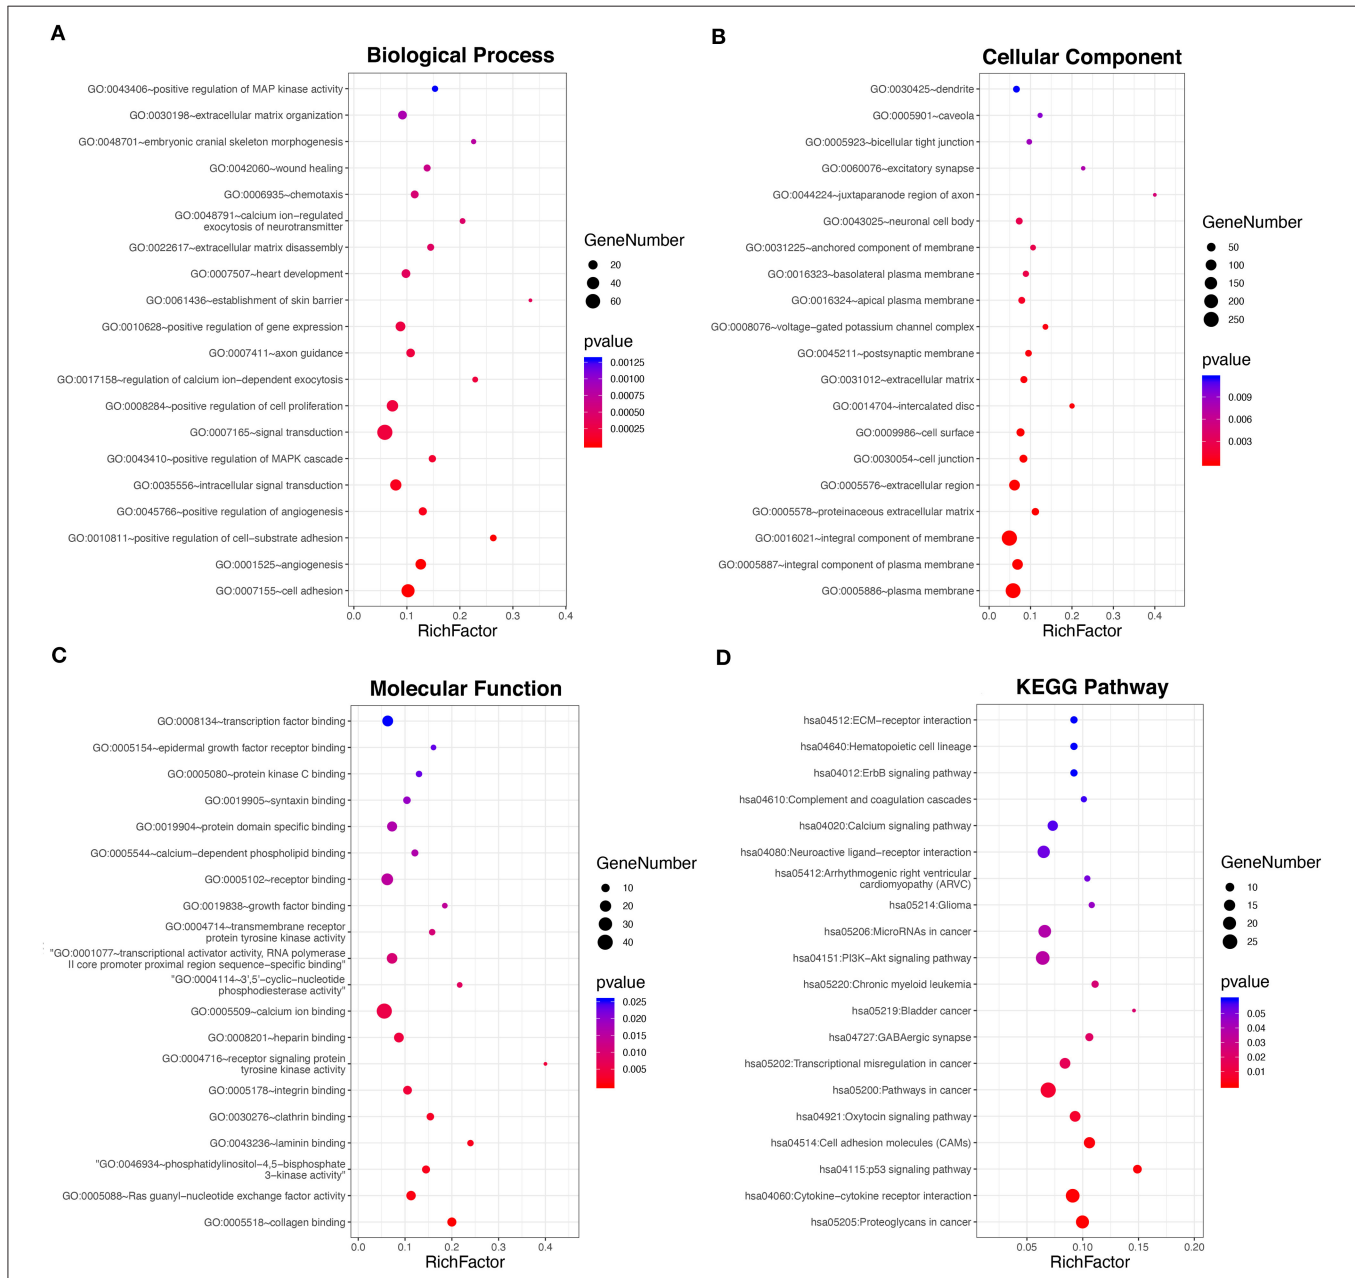 A
Biological Process
GO:0043406~positive regulation of MAP kinase activity
GO:0030198~extracellular matrix organization
GO:0048701~embryonic cranial skeleton morphogenesis
GO:0042060~wound healing
GO:0006935~chemotaxis
GO:0048791~calcium ion−regulated
exocytosis of neurotransmitter
GO:0022617~extracellular matrix disassembly
GO:0007507~heart development
GO:0061436~establishment of skin barrier
GO:0010628~positive regulation of gene expression
GO:0007411~axon guidance
GO:0017158~regulation of calcium ion−dependent exocytosis
GO:0008284~positive regulation of cell proliferation
GO:0007165~signal transduction
GO:0043410~positive regulation of MAPK cascade
GO:0035556~intracellular signal transduction
GO:0045766~positive regulation of angiogenesis
GO:0010811~positive regulation of cell−substrate adhesion
GO:0001525~angiogenesis
GO:0007155~cell adhesion
0.0 0.1 0.2 0.3 0.4
RichFactor
GeneNumber
20
40
60
pvalue
0.00125
0.00100
0.00075
0.00050
0.00025
B
Cellular Component
GO:0030425~dendrite
GO:0005901~caveola
GO:0005923~bicellular tight junction
GO:0060076~excitatory synapse
GO:0044224~juxtaparanode region of axon
GO:0043025~neuronal cell body
GO:0031225~anchored component of membrane
GO:0016323~basolateral plasma membrane
GO:0016324~apical plasma membrane
GO:0008076~voltage−gated potassium channel complex
GO:0045211~postsynaptic membrane
GO:0031012~extracellular matrix
GO:0014704~intercalated disc
GO:0009986~cell surface
GO:0030054~cell junction
GO:0005576~extracellular region
GO:0005578~proteinaceous extracellular matrix
GO:0016021~integral component of membrane
GO:0005887~integral component of plasma membrane
GO:0005886~plasma membrane
0.0 0.1 0.2 0.3 0.4
RichFactor
GeneNumber
50
100
150
200
250
pvalue
0.009
0.006
0.003
C
Molecular Function
GO:0008134~transcription factor binding
GO:0005154~epidermal growth factor receptor binding
GO:0005080~protein kinase C binding
GO:0019905~syntaxin binding
GO:0019904~protein domain specific binding
GO:0005544~calcium−dependent phospholipid binding
GO:0005102~receptor binding
GO:0019838~growth factor binding
GO:0004714~transmembrane receptor
protein tyrosine kinase activity
"GO:0001077~transcriptional activator activity, RNA polymerase
II core promoter proximal region sequence−specific binding"
"GO:0004114~3',5'−cyclic−nucleotide
phosphodiesterase activity"
GO:0005509~calcium ion binding
GO:0008201~heparin binding
GO:0004716~receptor signaling protein
tyrosine kinase activity
GO:0005178~integrin binding
GO:0030276~clathrin binding
GO:0043236~laminin binding
"GO:0046934~phosphatidylinositol−4,5−bisphosphate
3−kinase activity"
GO:0005088~Ras guanyl−nucleotide exchange factor activity
GO:0005518~collagen binding
0.0 0.1 0.2 0.3 0.4
RichFactor
GeneNumber
10
20
30
40
pvalue
0.025
0.020
0.015
0.010
0.005
D
KEGG Pathway
hsa04512:ECM−receptor interaction
hsa04640:Hematopoietic cell lineage
hsa04012:ErbB signaling pathway
hsa04610:Complement and coagulation cascades
hsa04020:Calcium signaling pathway
hsa04080:Neuroactive ligand−receptor interaction
hsa05412:Arrhythmogenic right ventricular
cardiomyopathy (ARVC)
hsa05214:Glioma
hsa05206:MicroRNAs in cancer
hsa04151:PI3K−Akt signaling pathway
hsa05220:Chronic myeloid leukemia
hsa05219:Bladder cancer
hsa04727:GABAergic synapse
hsa05202:Transcriptional misregulation in cancer
hsa05200:Pathways in cancer
hsa04921:Oxytocin signaling pathway
hsa04514:Cell adhesion molecules (CAMs)
hsa04115:p53 signaling pathway
hsa04060:Cytokine−cytokine receptor interaction
hsa05205:Proteoglycans in cancer
0.05 0.10 0.15 0.20
RichFactor
GeneNumber
10
15
20
25
pvalue
0.05
0.04
0.03
0.02
0.01